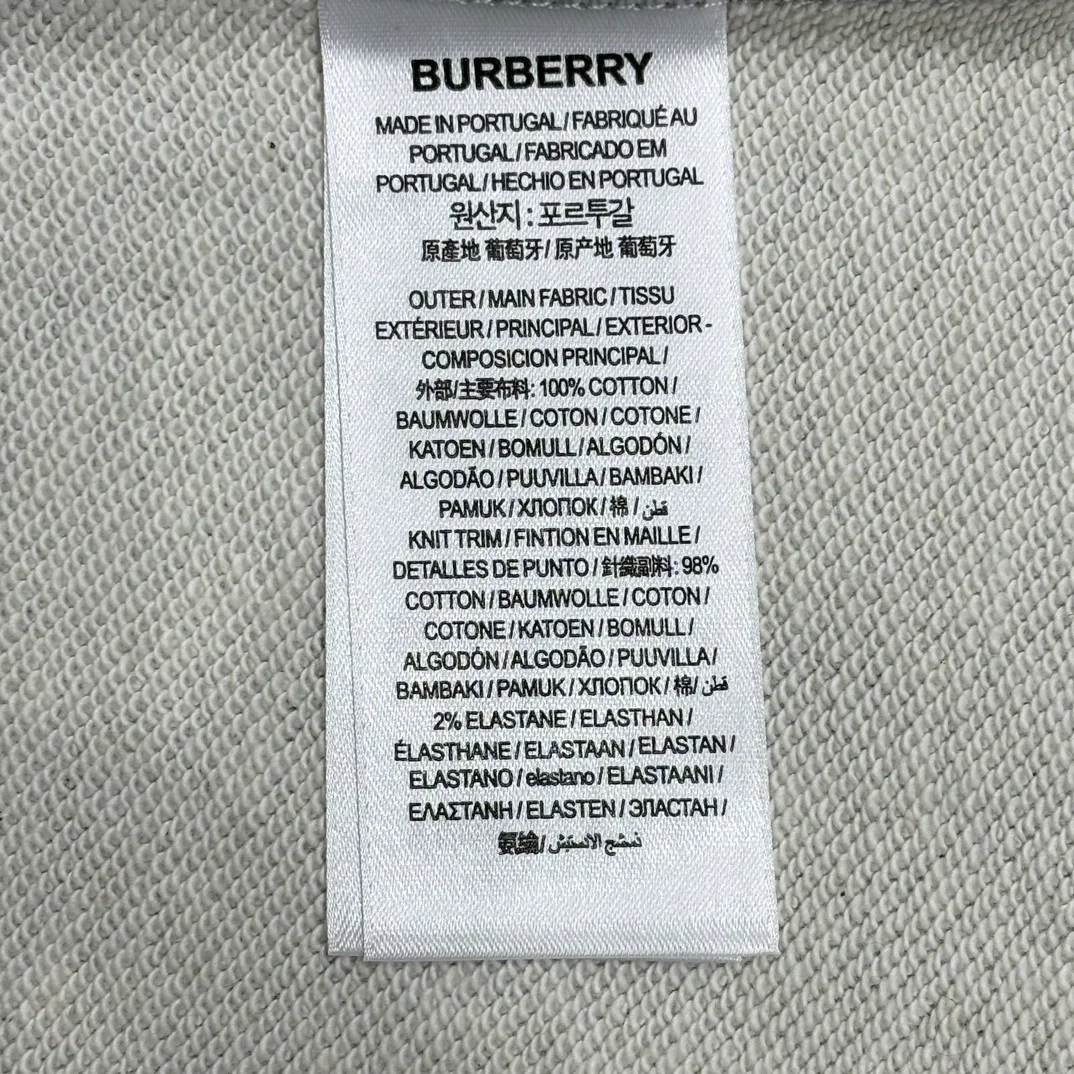 BURBERRY
MADE IN PORTUGAL / FABRIQUÉ AU
PORTUGAL / FABRICADO EM
PORTUGAL / HECHIO EN PORTUGAL
원산지 : 포르투갈
原產地 葡萄牙 / 原产地 葡萄牙
OUTER / MAIN FABRIC / TISSU
EXTÉRIEUR / PRINCIPAL / EXTERIOR -
COMPOSICION PRINCIPAL /
外部/主要布料: 100% COTTON /
BAUMWOLLE / COTON / COTONE /
KATOEN / BOMULL / ALGODÓN /
ALGODÃO / PUUVILLA / BAMBAKI /
PAMUK / ХЛОПОК / 棉 / قطن
KNIT TRIM / FINTION EN MAILLE /
DETALLES DE PUNTO / 針織副料: 98%
COTTON / BAUMWOLLE / COTON /
COTONE / KATOEN / BOMULL /
ALGODÓN / ALGODÃO / PUUVILLA /
BAMBAKI / PAMUK / ХЛОПОК / 棉/ قطن
2% ELASTANE / ELASTHAN /
ÉLASTHANE / ELASTAAN / ELASTAN /
ELASTANO / elastano / ELASTAANI /
ΕΛΑΣΤΑΝΗ / ELASTEN / ЭЛАСТАН /
氨綸/